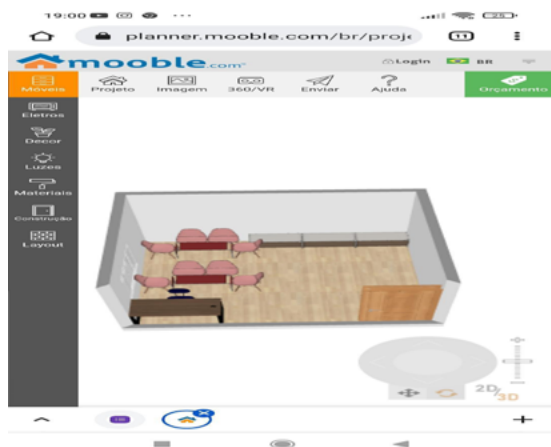 19:00
planner.mooble.com/br/proje
11
mooble.com
Login BR
Móveis Projeto Imagem 360/VR Enviar Ajuda Orçamento
Eletros
Decor
Luzes
Materiais
Construção
Layout
2D/3D